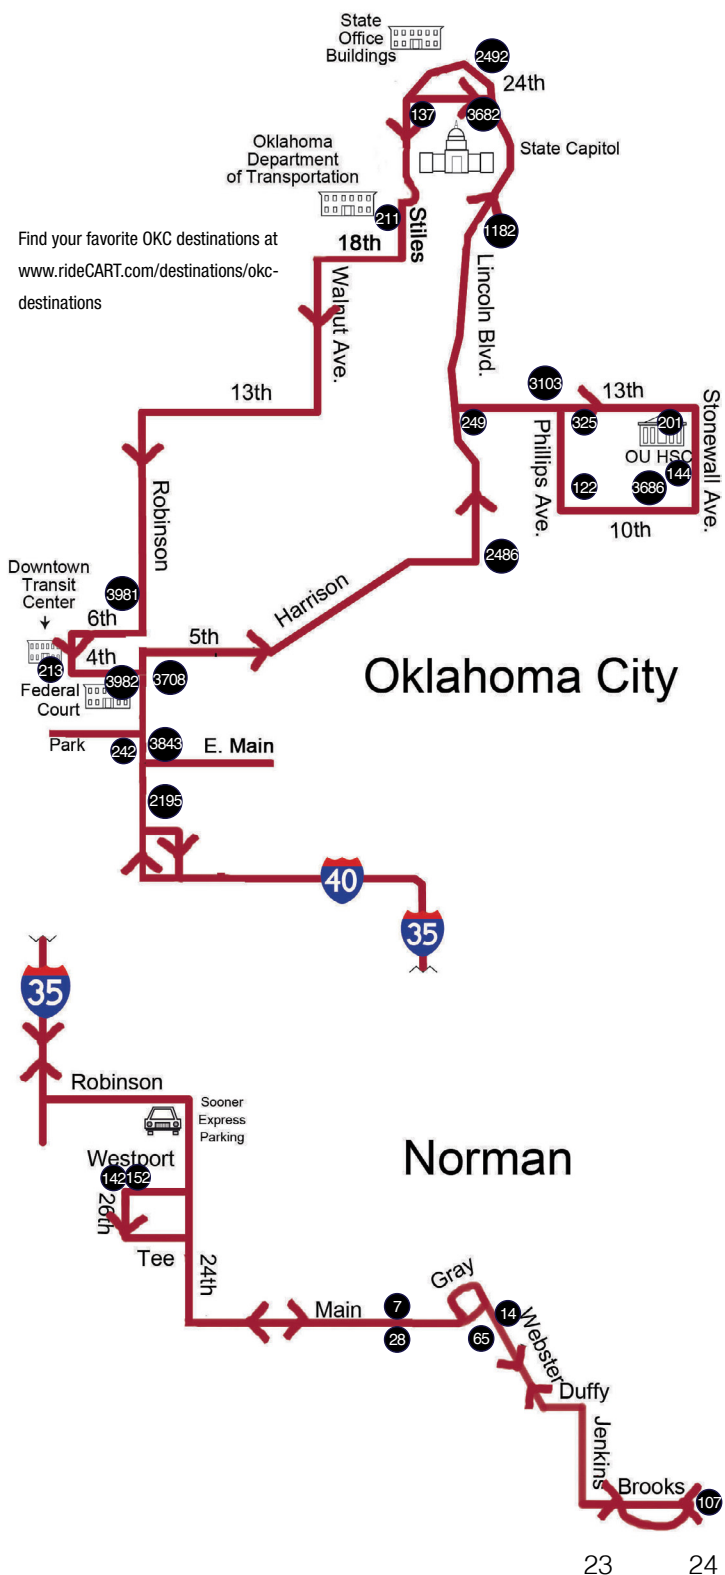 State
Office
Buildings
2492
24th
137
3682
Oklahoma
Department
of Transportation
State Capitol
211
Stiles
1182
18th
Find your favorite OKC destinations at
www.rideCART.com/destinations/okc-
destinations
Walnut Ave.
Lincoln Blvd.
3103
13th
13th
249
325
201
OU HSC
144
Stonewall Ave.
Phillips Ave.
122
3686
10th
Robinson
2486
Downtown
Transit
Center
3981
Harrison
6th
5th
4th
213
3982
3708
Federal
Court
Oklahoma City
Park
242
3843
E. Main
2195
40
35
35
Robinson
Sooner
Express
Parking
Norman
Westport
142
152
26th
Tee
24th
Gray
Main
7
14
28
65
Webster
Duffy
Jenkins
Brooks
107
23
24